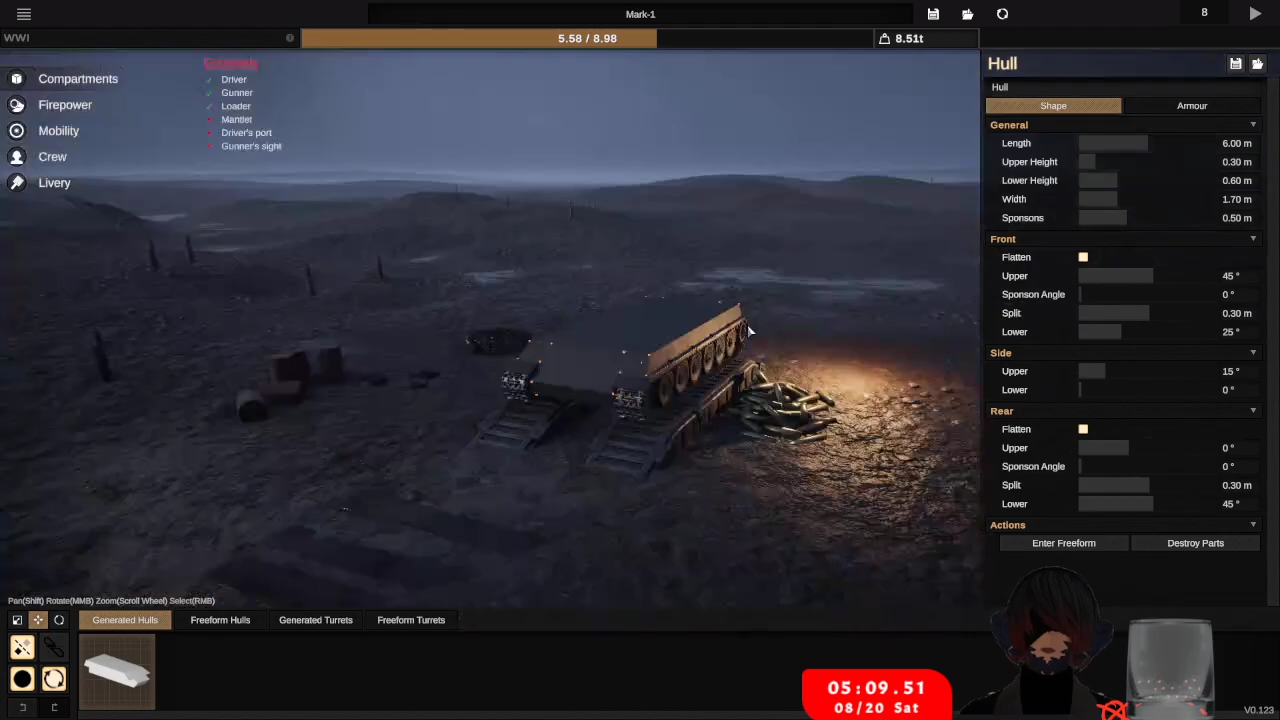 Mark-1
8
WWI
5.58 / 8.98
8.51t
Compartments
Firepower
Mobility
Crew
Livery
Driver
Gunner
Loader
Mantlet
Driver's port
Gunner's sight
Hull
Hull
Shape Armour
General
Length 6.00 m
Upper Height 0.30 m
Lower Height 0.60 m
Width 1.70 m
Sponsons 0.50 m
Front
Flatten
Upper 45 °
Sponson Angle 0 °
Split 0.30 m
Lower 25 °
Side
Upper 15 °
Lower 0 °
Rear
Flatten
Upper 0 °
Sponson Angle 0 °
Split 0.30 m
Lower 45 °
Actions
Enter Freeform Destroy Parts
Pan(Shift) Rotate(MMB) Zoom(Scroll Wheel) Select(RMB)
Generated Hulls Freeform Hulls Generated Turrets Freeform Turrets
05:09.51
08/20 Sat
V0.123